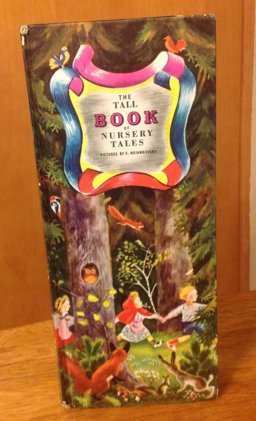 THE
TALL
BOOK
OF
NURSERY
TALES
PICTURES BY F. ROJANKOVSKY